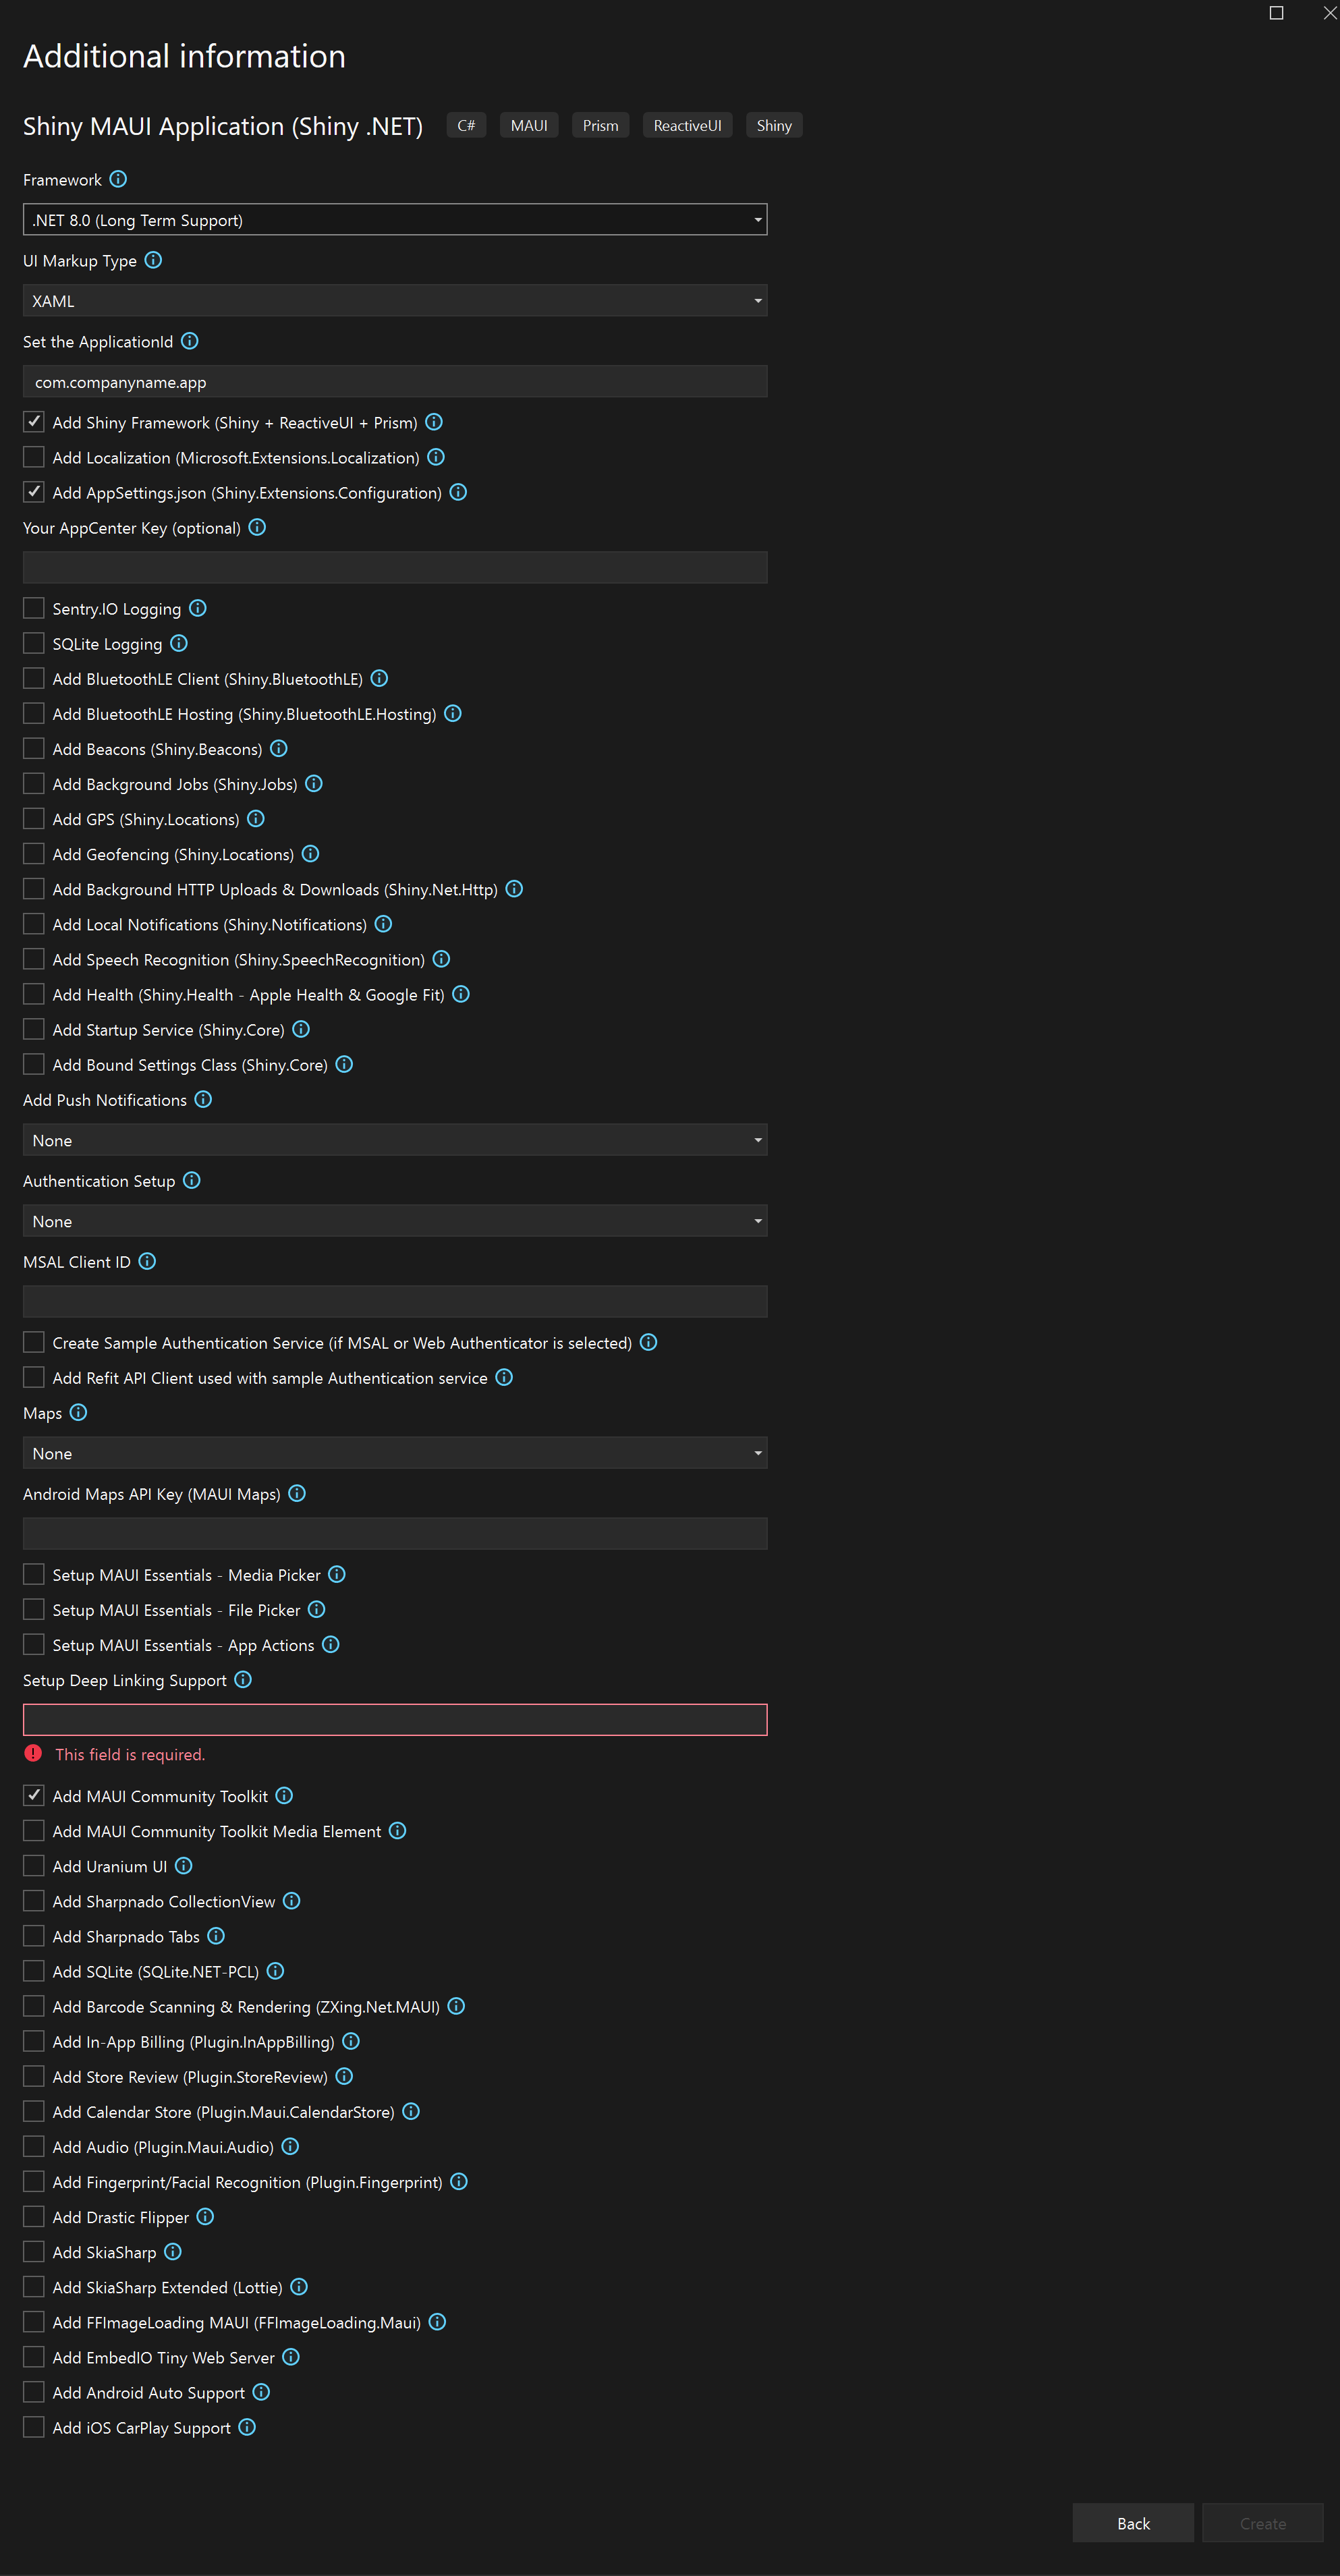 Additional information
Shiny MAUI Application (Shiny .NET) C# MAUI Prism ReactiveUI Shiny
Framework
.NET 8.0 (Long Term Support)
UI Markup Type
XAML
Set the ApplicationId
com.companyname.app
Add Shiny Framework (Shiny + ReactiveUI + Prism)
Add Localization (Microsoft.Extensions.Localization)
Add AppSettings.json (Shiny.Extensions.Configuration)
Your AppCenter Key (optional)
Sentry.IO Logging
SQLite Logging
Add BluetoothLE Client (Shiny.BluetoothLE)
Add BluetoothLE Hosting (Shiny.BluetoothLE.Hosting)
Add Beacons (Shiny.Beacons)
Add Background Jobs (Shiny.Jobs)
Add GPS (Shiny.Locations)
Add Geofencing (Shiny.Locations)
Add Background HTTP Uploads & Downloads (Shiny.Net.Http)
Add Local Notifications (Shiny.Notifications)
Add Speech Recognition (Shiny.SpeechRecognition)
Add Health (Shiny.Health - Apple Health & Google Fit)
Add Startup Service (Shiny.Core)
Add Bound Settings Class (Shiny.Core)
Add Push Notifications
None
Authentication Setup
None
MSAL Client ID
Create Sample Authentication Service (if MSAL or Web Authenticator is selected)
Add Refit API Client used with sample Authentication service
Maps
None
Android Maps API Key (MAUI Maps)
Setup MAUI Essentials - Media Picker
Setup MAUI Essentials - File Picker
Setup MAUI Essentials - App Actions
Setup Deep Linking Support
This field is required.
Add MAUI Community Toolkit
Add MAUI Community Toolkit Media Element
Add Uranium UI
Add Sharpnado CollectionView
Add Sharpnado Tabs
Add SQLite (SQLite.NET-PCL)
Add Barcode Scanning & Rendering (ZXing.Net.MAUI)
Add In-App Billing (Plugin.InAppBilling)
Add Store Review (Plugin.StoreReview)
Add Calendar Store (Plugin.Maui.CalendarStore)
Add Audio (Plugin.Maui.Audio)
Add Fingerprint/Facial Recognition (Plugin.Fingerprint)
Add Drastic Flipper
Add SkiaSharp
Add SkiaSharp Extended (Lottie)
Add FFImageLoading MAUI (FFImageLoading.Maui)
Add EmbedIO Tiny Web Server
Add Android Auto Support
Add iOS CarPlay Support
Back Create